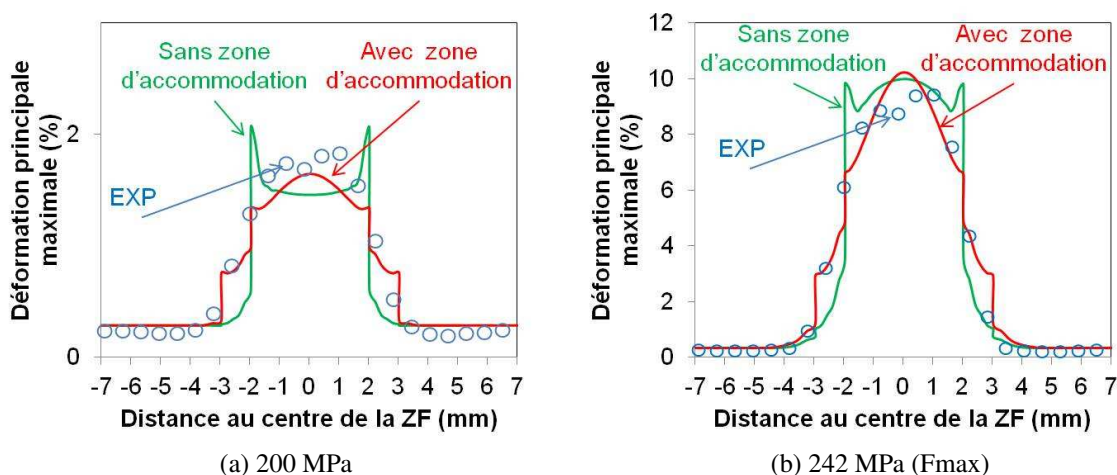 Déformation principale
maximale (%)
2
0
Sans zone
d'accommodation
Avec zone
d'accommodation
EXP
-7 -6 -5 -4 -3 -2 -1 0 1 2 3 4 5 6 7
Distance au centre de la ZF (mm)
(a) 200 MPa
Déformation principale
maximale (%)
12
10
8
6
4
2
0
Sans zone
d'accommodation
Avec zone
d'accommodation
EXP
-7 -6 -5 -4 -3 -2 -1 0 1 2 3 4 5 6 7
Distance au centre de la ZF (mm)
(b) 242 MPa (Fmax)